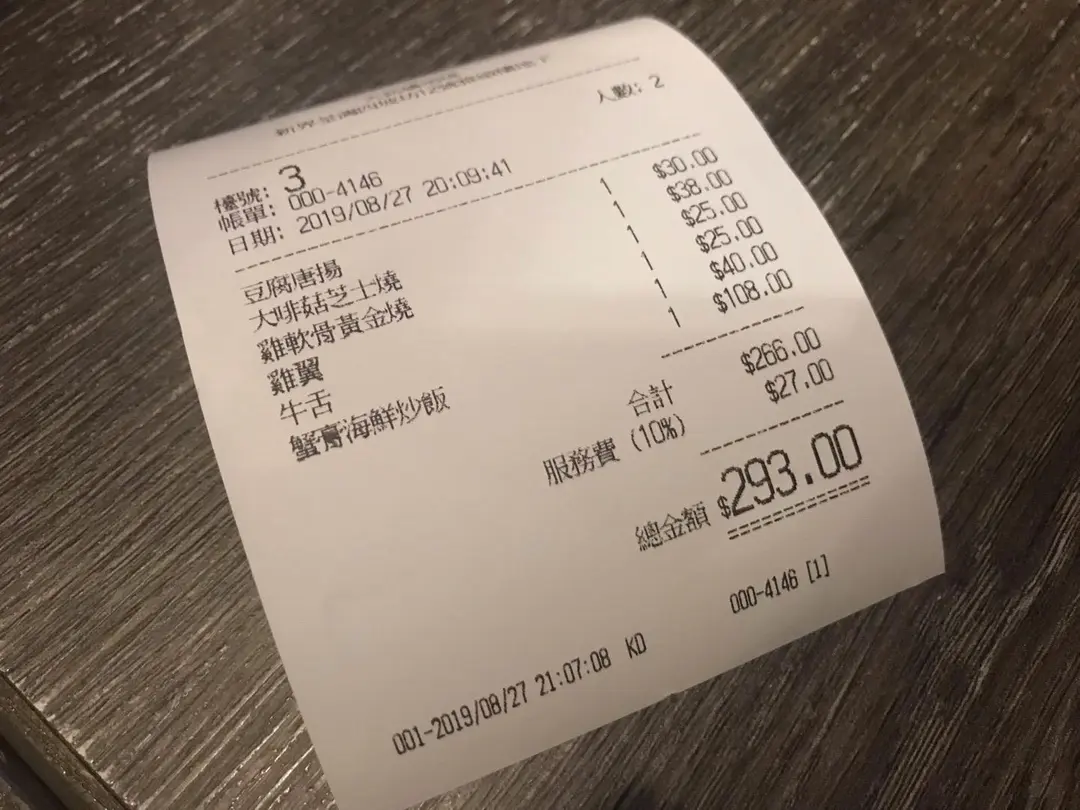 人數: 2
檯號: 3
帳單: 000-4146
日期: 2019/08/27 20:09:41
豆腐唐揚 1 $30.00
大啡菇芝士燒 1 $38.00
雞軟骨黃金燒 1 $25.00
雞翼 1 $25.00
牛舌 1 $40.00
蟹膏海鮮炒飯 1 $108.00
合計 $266.00
服務費 (10%) $27.00
總金額 $293.00
000-4146 [1]
001-2019/08/27 21:07:08 KD